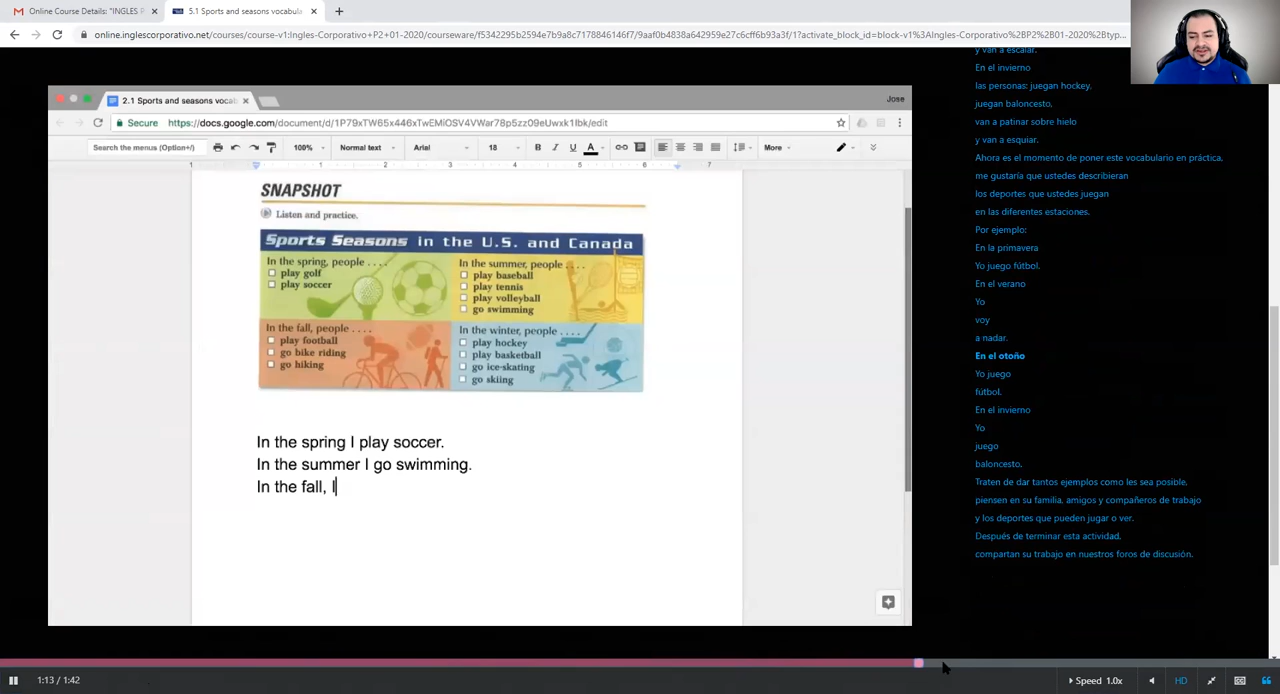 Online Course Details: "INGLES P
5.1 Sports and seasons vocabula
online.inglescorporativo.net/courses/course-v1:Ingles-Corporativo+P2+01-2020/courseware/f5342295b2594e7b9a8c7178846146f7/9aaf0b4838a642959e27c6ff6b93a3f/1?activate_block_id=block-v1%3AIngles-Corporativo%2BP2%2B01-2020%2Btyp...
2.1 Sports and seasons vocab
Jose
Secure
https://docs.google.com/document/d/1P79xTW65x446xTwEMiOSV4VWar78p5zz09eUwxk1Ibk/edit
Search the menus (Option+/)
100%
Normal text
Arial
18
B I U A
More
1 1 2 3 4 5 6 7
SNAPSHOT
Listen and practice.
Sports Seasons in the U.S. and Canada
In the spring, people . . . .
play golf
play soccer
In the summer, people . . . .
play baseball
play tennis
play volleyball
go swimming
In the fall, people . . . .
play football
go bike riding
go hiking
In the winter, people . . . .
play hockey
play basketball
go ice-skating
go skiing
In the spring I play soccer.
In the summer I go swimming.
In the fall, I
y van a escalar.
En el invierno
las personas: juegan hockey,
juegan baloncesto,
van a patinar sobre hielo
y van a esquiar.
Ahora es el momento de poner este vocabulario en práctica,
me gustaría que ustedes describieran
los deportes que ustedes juegan
en las diferentes estaciones.
Por ejemplo:
En la primavera
Yo juego fútbol.
En el verano
Yo
voy
a nadar.
En el otoño
Yo juego
fútbol.
En el invierno
Yo
juego
baloncesto.
Traten de dar tantos ejemplos como les sea posible,
piensen en su familia, amigos y compañeros de trabajo
y los deportes que pueden jugar o ver.
Después de terminar esta actividad,
compartan su trabajo en nuestros foros de discusión.
1:13 / 1:42
Speed 1.0x
HD